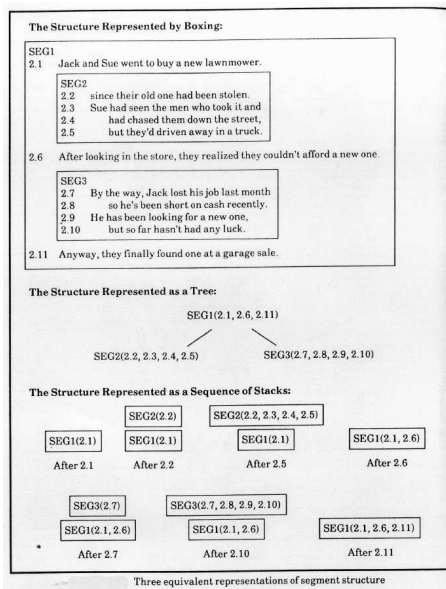 The Structure Represented by Boxing:
SEG1
2.1 Jack and Sue went to buy a new lawnmower.
SEG2
2.2 since their old one had been stolen.
2.3 Sue had seen the men who took it and
2.4 had chased them down the street,
2.5 but they'd driven away in a truck.
2.6 After looking in the store, they realized they couldn't afford a new one.
SEG3
2.7 By the way, Jack lost his job last month
2.8 so he's been short on cash recently.
2.9 He has been looking for a new one,
2.10 but so far hasn't had any luck.
2.11 Anyway, they finally found one at a garage sale.
The Structure Represented as a Tree:
SEG1(2.1, 2.6, 2.11)
SEG2(2.2, 2.3, 2.4, 2.5) SEG3(2.7, 2.8, 2.9, 2.10)
The Structure Represented as a Sequence of Stacks:
SEG2(2.2) SEG2(2.2, 2.3, 2.4, 2.5)
SEG1(2.1) SEG1(2.1) SEG1(2.1) SEG1(2.1, 2.6)
After 2.1 After 2.2 After 2.5 After 2.6
SEG3(2.7) SEG3(2.7, 2.8, 2.9, 2.10)
SEG1(2.1, 2.6) SEG1(2.1, 2.6) SEG1(2.1, 2.6, 2.11)
After 2.7 After 2.10 After 2.11
Three equivalent representations of segment structure